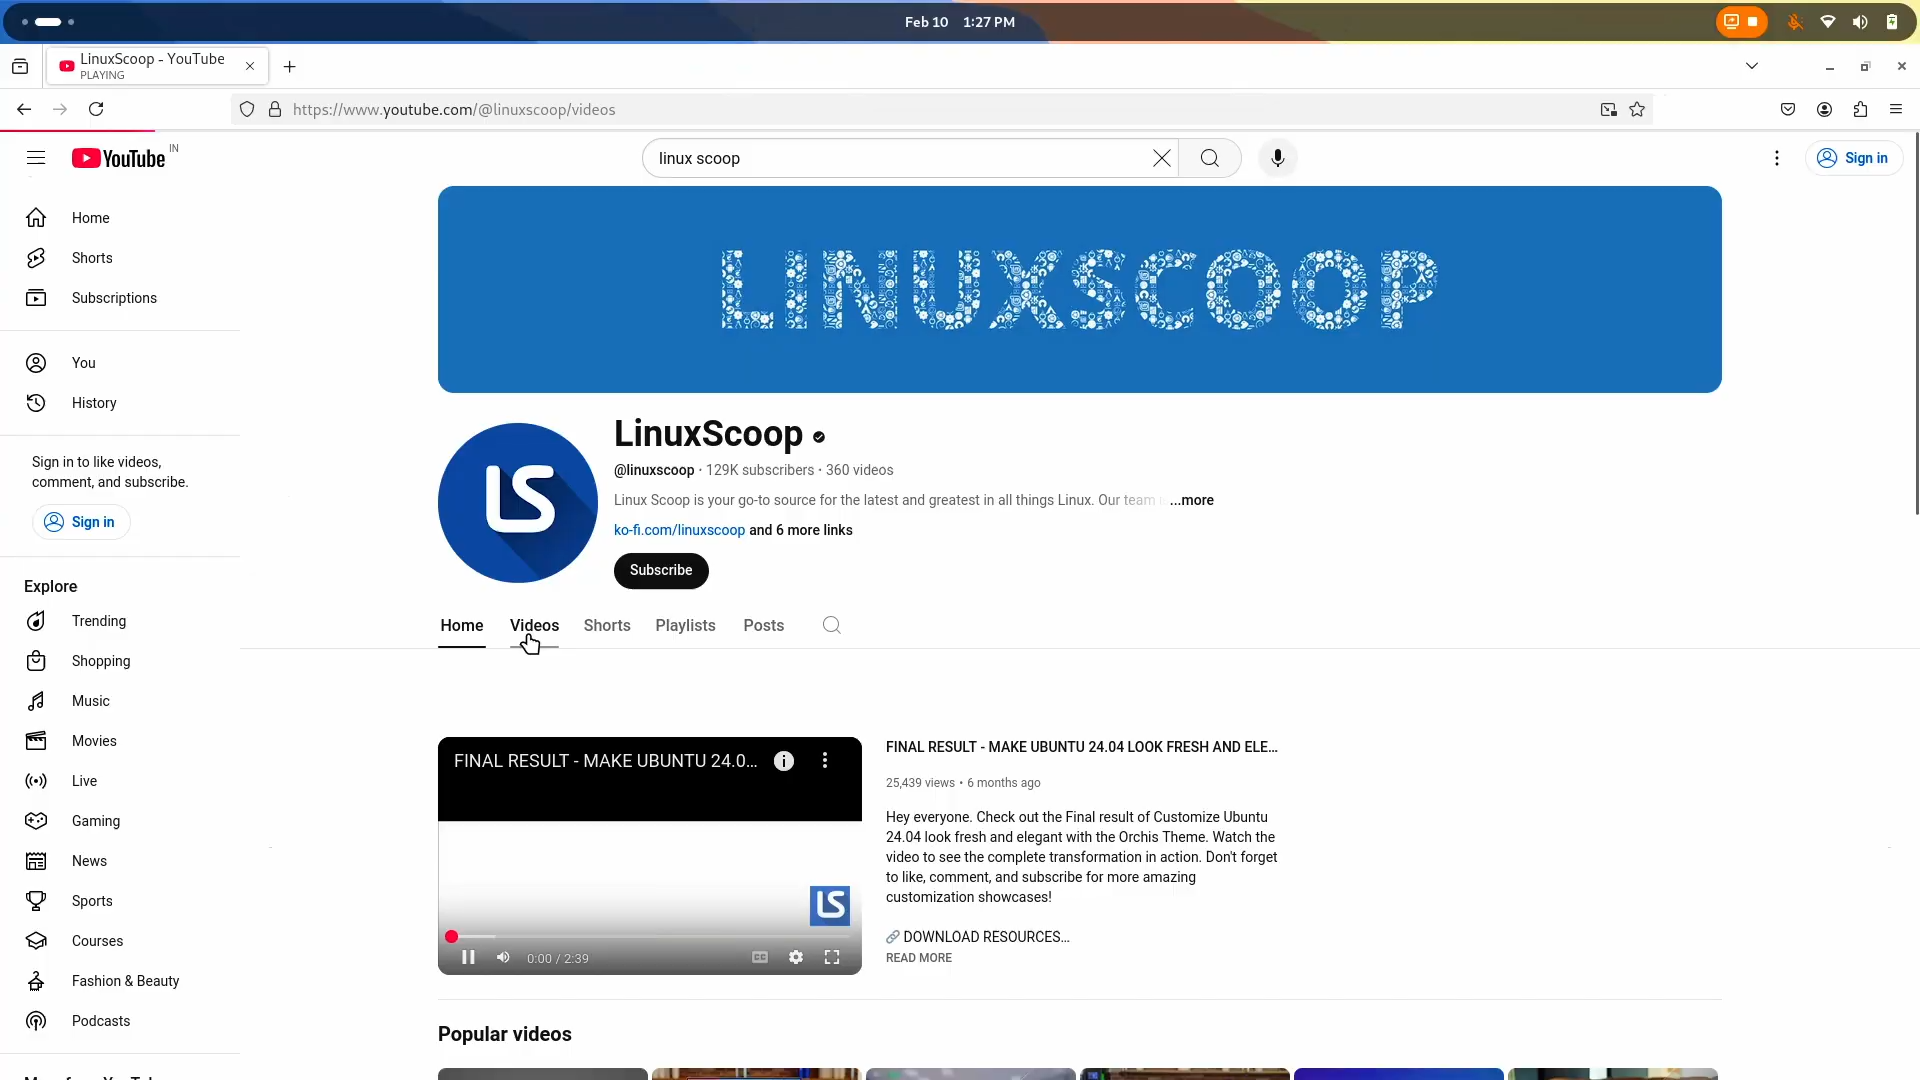 Feb 10 1:27 PM
LinuxScoop - YouTube
PLAYING
https://www.youtube.com/@linuxscoop/videos
YouTube IN
linux scoop
Sign in
Home
Shorts
Subscriptions
You
History
Sign in to like videos,
comment, and subscribe.
Sign in
Explore
Trending
Shopping
Music
Movies
Live
Gaming
News
Sports
Courses
Fashion & Beauty
Podcasts
LINUXSCOOP
LS
LinuxScoop
@linuxscoop · 129K subscribers · 360 videos
Linux Scoop is your go-to source for the latest and greatest in all things Linux. Our team ...more
ko-fi.com/linuxscoop and 6 more links
Subscribe
Home Videos Shorts Playlists Posts
FINAL RESULT - MAKE UBUNTU 24.0...
LS
0:00 / 2:39
CC
FINAL RESULT - MAKE UBUNTU 24.04 LOOK FRESH AND ELE...
25,439 views • 6 months ago
Hey everyone. Check out the Final result of Customize Ubuntu
24.04 look fresh and elegant with the Orchis Theme. Watch the
video to see the complete transformation in action. Don't forget
to like, comment, and subscribe for more amazing
customization showcases!
🔗 DOWNLOAD RESOURCES...
READ MORE
Popular videos